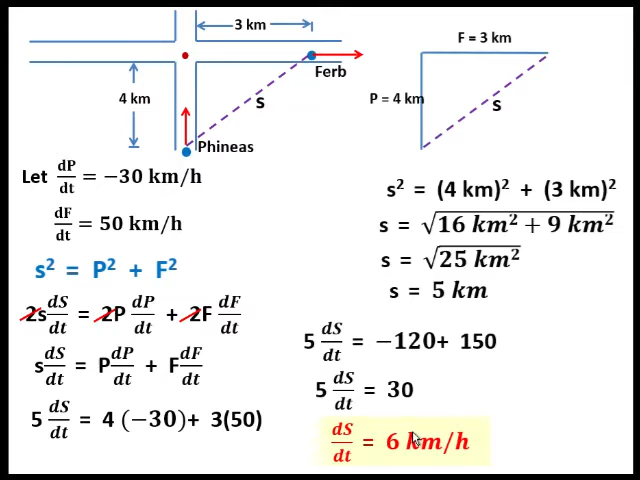 3 km
F = 3 km
Ferb
4 km
s
P = 4 km
s
Phineas
Let dP/dt = −30 km/h
dF/dt = 50 km/h
s² = P² + F²
2s dS/dt = 2P dP/dt + 2F dF/dt
s dS/dt = P dP/dt + F dF/dt
5 dS/dt = 4 (−30)+ 3(50)
s² = (4 km)² + (3 km)²
s = √16 km² + 9 km²
s = √25 km²
s = 5 km
5 dS/dt = −120+ 150
5 dS/dt = 30
dS/dt = 6 km/h